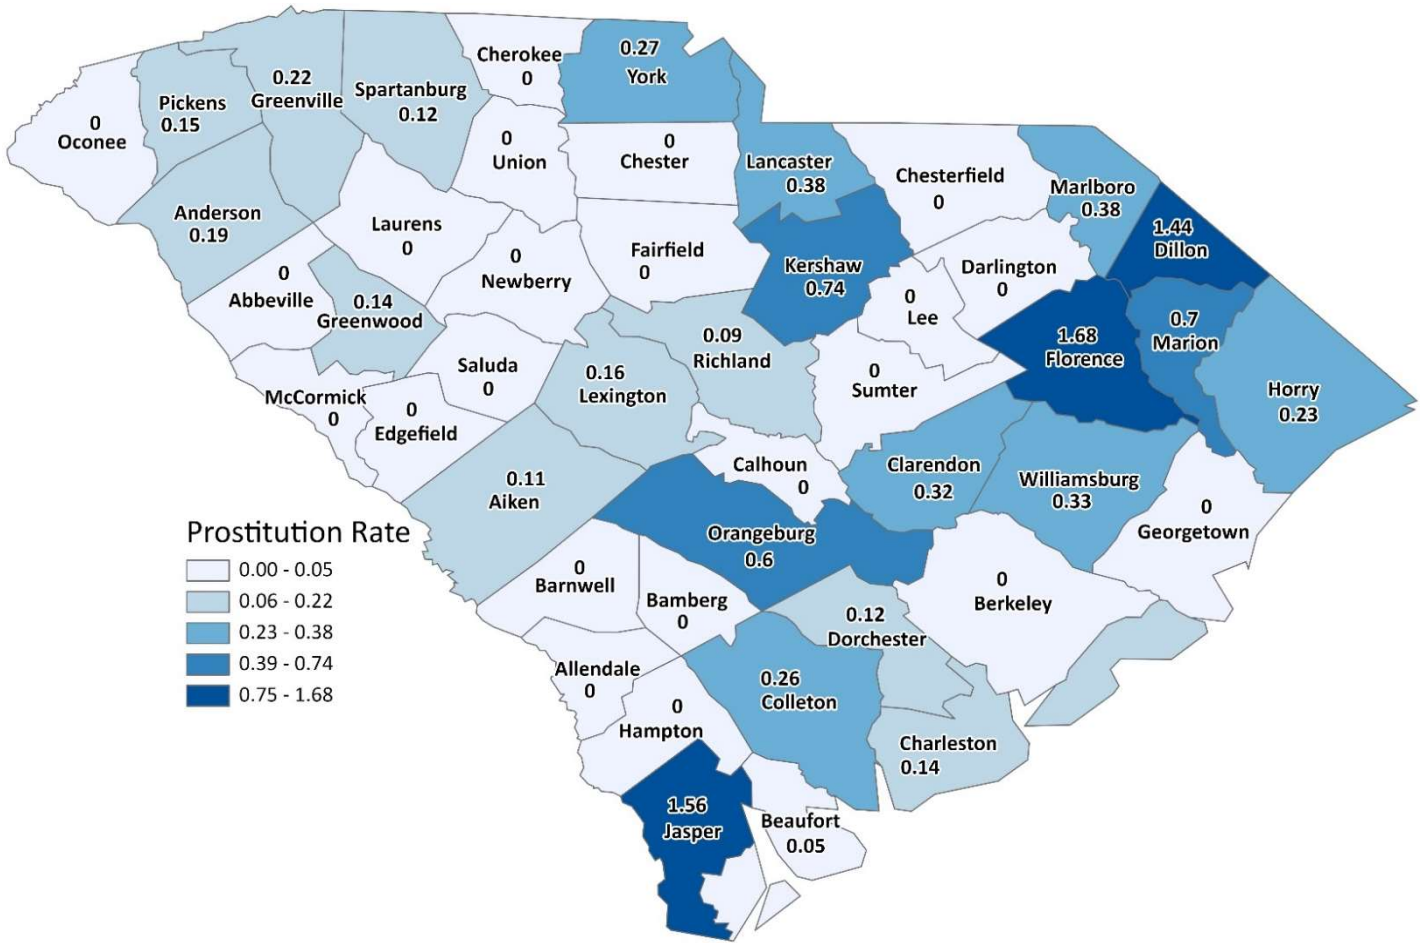 Cherokee
0
0.27
York
0.22
Greenville
Spartanburg
0.12
Pickens
0.15
0
Oconee
0
Union
0
Chester
Lancaster
0.38
Chesterfield
0
Marlboro
0.38
Anderson
0.19
Laurens
0
0
Newberry
Fairfield
0
Kershaw
0.74
Darlington
0
1.44
Dillon
0
Abbeville
0.14
Greenwood
0
Lee
0.7
Marion
1.68
Florence
0.09
Richland
Saluda
0
0.16
Lexington
0
Sumter
Horry
0.23
McCormick
0
0
Edgefield
Calhoun
0
Clarendon
0.32
Williamsburg
0.33
0.11
Aiken
0
Georgetown
Orangeburg
0.6
0
Barnwell
Bamberg
0
0
Berkeley
0.12
Dorchester
Allendale
0
0.26
Colleton
0
Hampton
Charleston
0.14
1.56
Jasper
Beaufort
0.05
Prostitution Rate
0.00 - 0.05
0.06 - 0.22
0.23 - 0.38
0.39 - 0.74
0.75 - 1.68